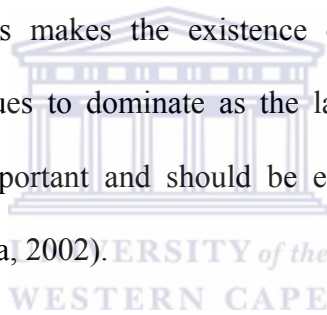 s makes the existence
ues to dominate as the la
portant and should be e
a, 2002).
UNIVERSITY of the
WESTERN CAPE